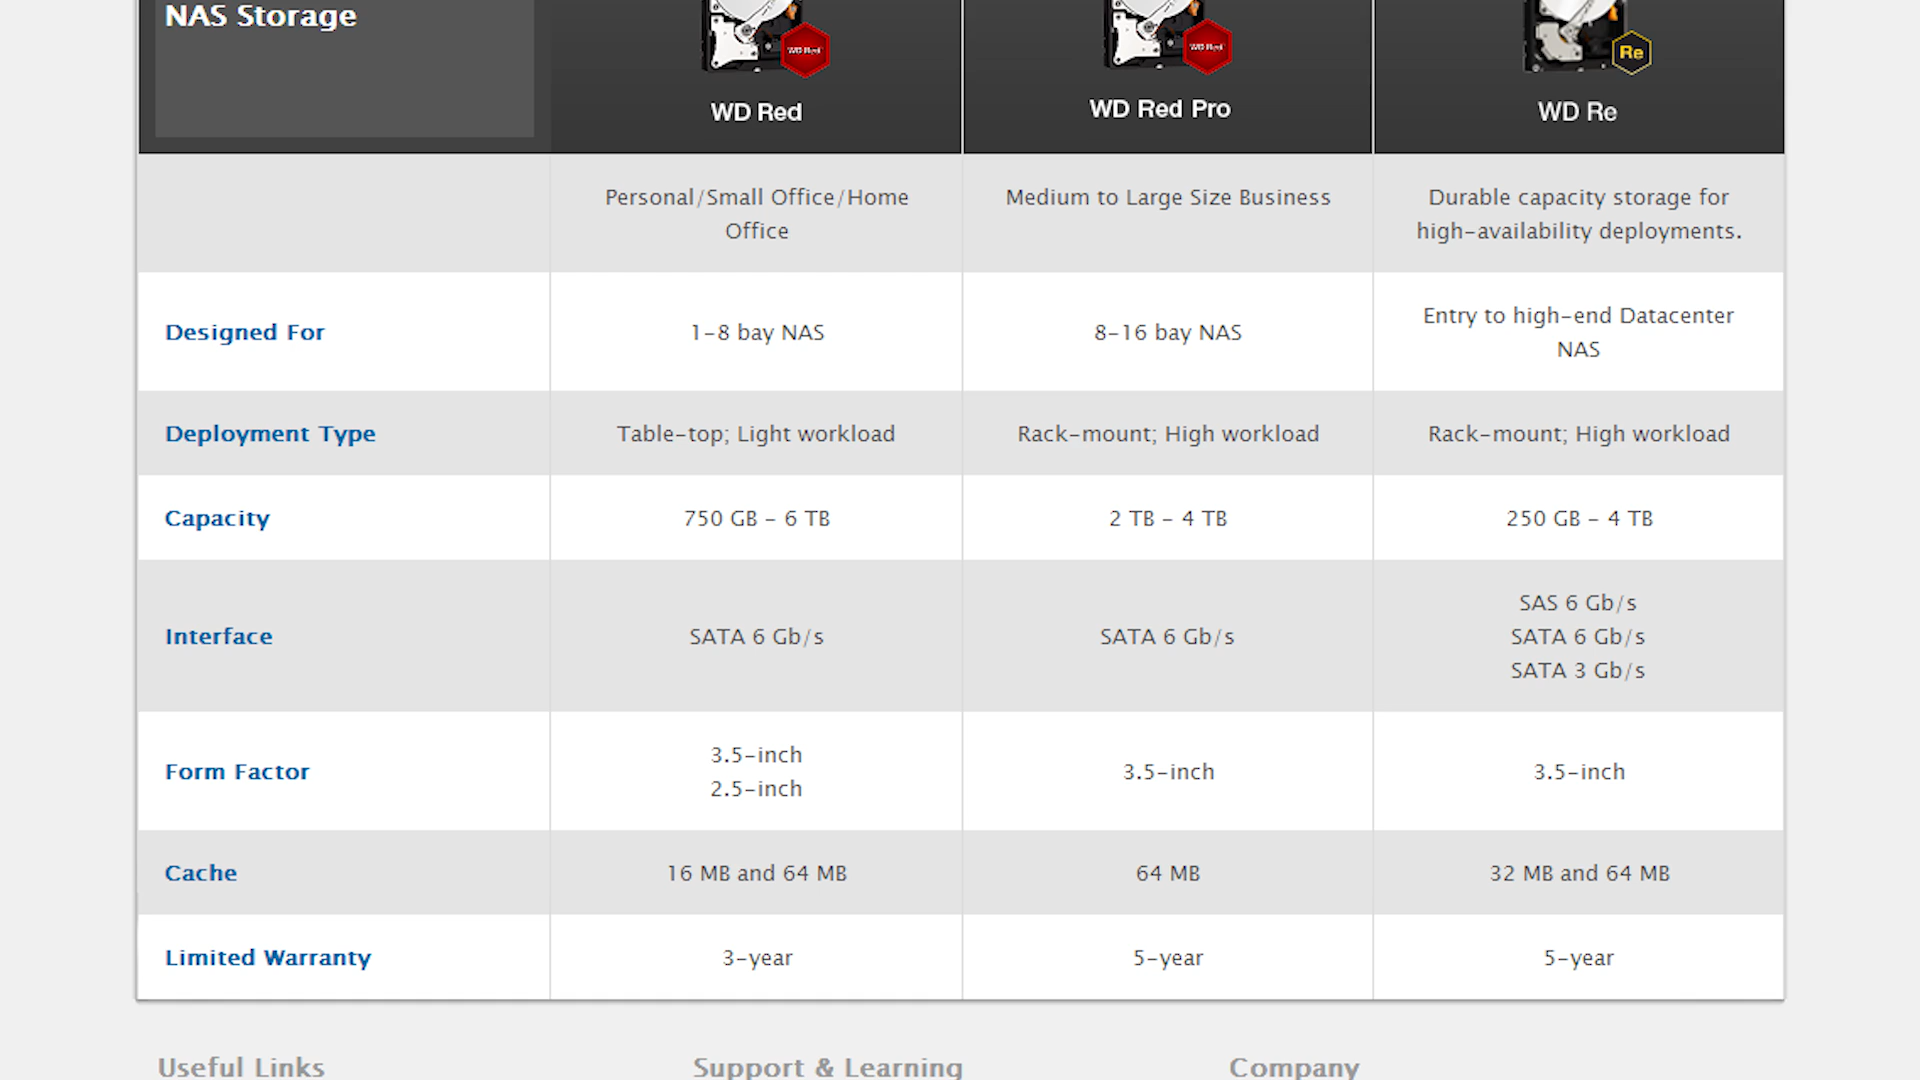 NAS Storage
WD Red
WD Red
WD Red
WD Red Pro
Re
WD Re
Personal/Small Office/Home
Office
Medium to Large Size Business
Durable capacity storage for
high-availability deployments.
Designed For
1-8 bay NAS
8-16 bay NAS
Entry to high-end Datacenter
NAS
Deployment Type
Table-top; Light workload
Rack-mount; High workload
Rack-mount; High workload
Capacity
750 GB - 6 TB
2 TB - 4 TB
250 GB - 4 TB
Interface
SATA 6 Gb/s
SATA 6 Gb/s
SAS 6 Gb/s
SATA 6 Gb/s
SATA 3 Gb/s
Form Factor
3.5-inch
2.5-inch
3.5-inch
3.5-inch
Cache
16 MB and 64 MB
64 MB
32 MB and 64 MB
Limited Warranty
3-year
5-year
5-year
Useful Links
Support & Learning
Company